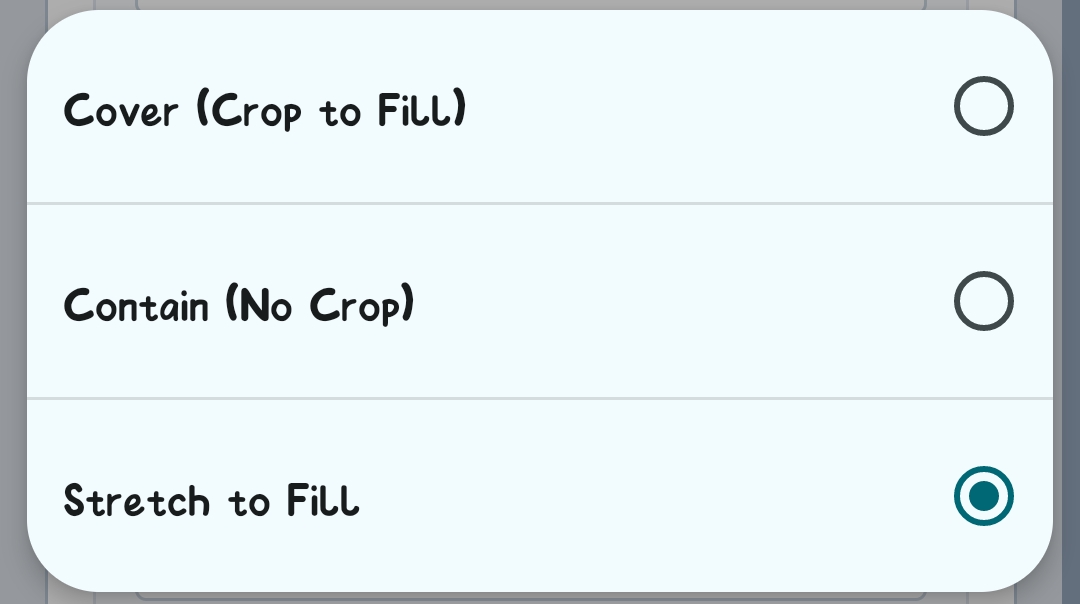 Cover (Crop to Fill)
Contain (No Crop)
Stretch to Fill